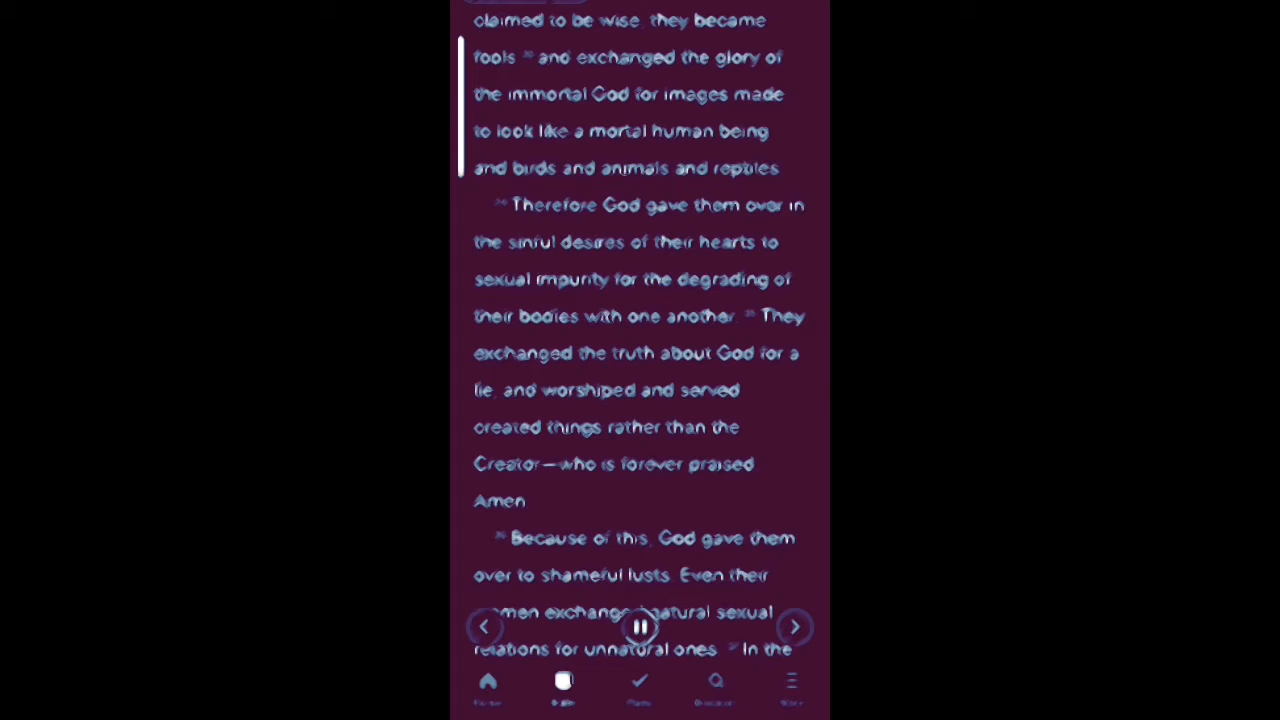 claimed to be wise, they became
fools and exchanged the glory of
the immortal God for images made
to look like a mortal human being
and birds and animals and reptiles
Therefore God gave them over in
the sinful desires of their hearts to
sexual impurity for the degrading of
their bodies with one another. They
exchanged the truth about God for a
lie, and worshiped and served
created things rather than the
Creator—who is forever praised
Amen
Because of this, God gave them
over to shameful lusts. Even their
natural sexual
relations for unnatural ones In the